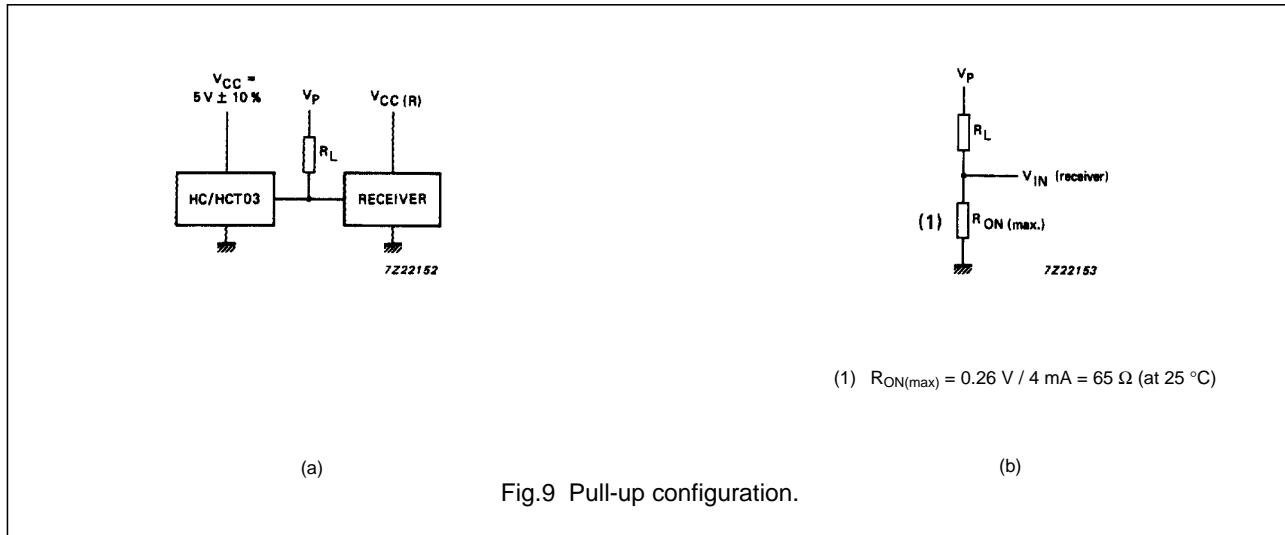 V_CC =
5 V ± 10 %
V_P
V_CC (R)
R_L
HC/HCT03
RECEIVER
7Z22152
(a)
V_P
R_L
V_IN (receiver)
(1)
R_ON (max.)
7Z22153
(1) R_ON(max) = 0.26 V / 4 mA = 65 Ω (at 25 °C)
(b)
Fig.9 Pull-up configuration.